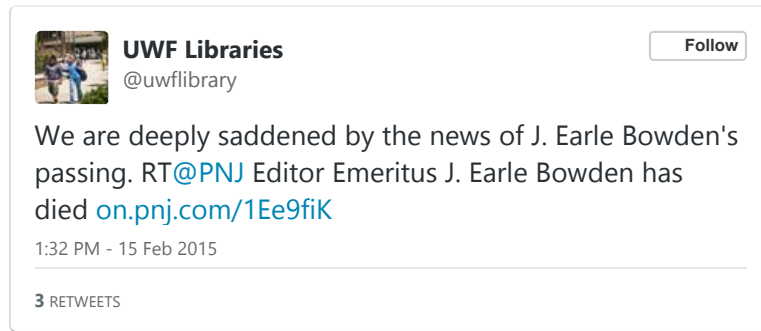 UWF Libraries
Follow
@uwflibrary
We are deeply saddened by the news of J. Earle Bowden's
passing. RT@PNJ Editor Emeritus J. Earle Bowden has
died on.pnj.com/1Ee9fiK
1:32 PM - 15 Feb 2015
3 RETWEETS